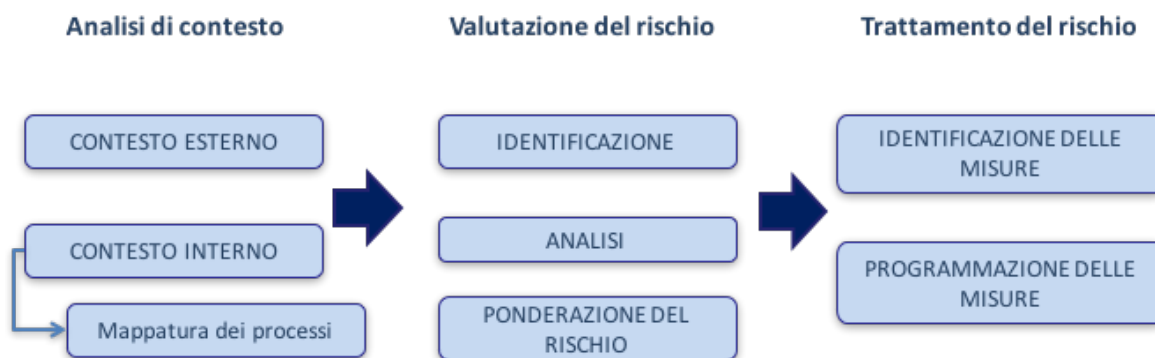 Analisi di contesto
CONTESTO ESTERNO
CONTESTO INTERNO
Mappatura dei processi
Valutazione del rischio
IDENTIFICAZIONE
ANALISI
PONDERAZIONE DEL
RISCHIO
Trattamento del rischio
IDENTIFICAZIONE DELLE
MISURE
PROGRAMMAZIONE DELLE
MISURE